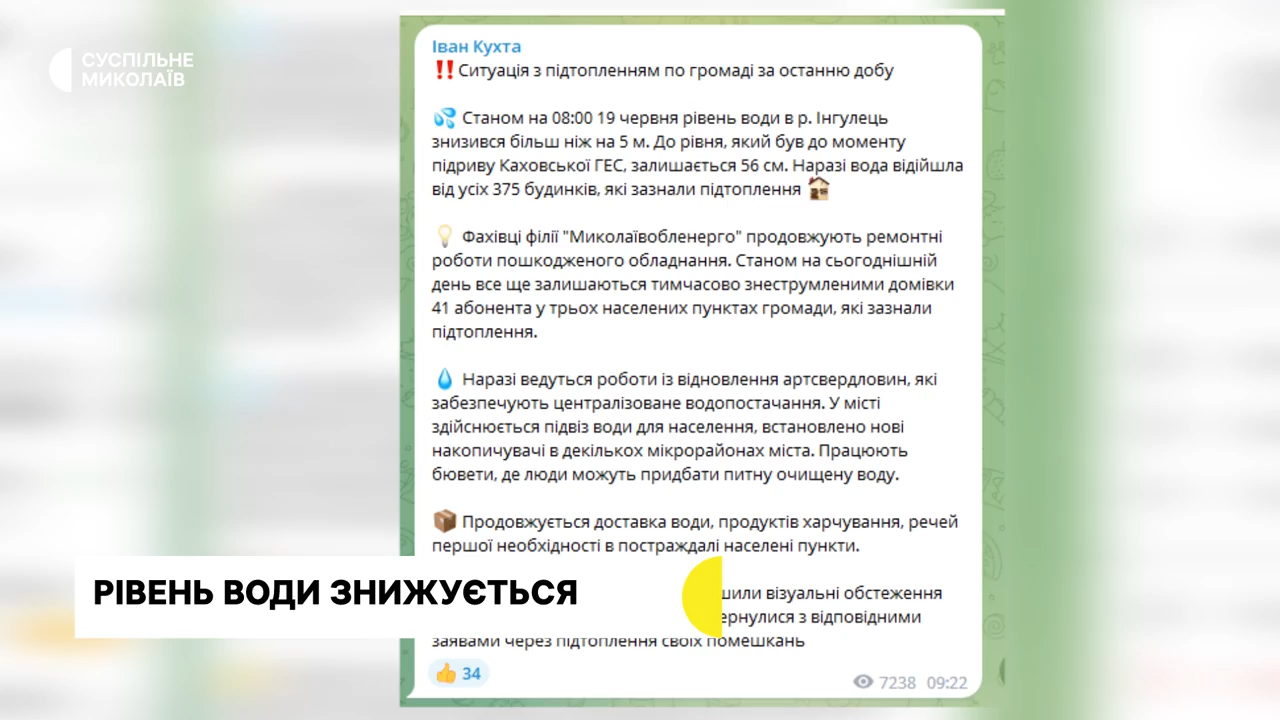 СУСПІЛЬНЕ
МИКОЛАЇВ
Іван Кухта
‼️Ситуація з підтопленням по громаді за останню добу
💦 Станом на 08:00 19 червня рівень води в р. Інгулець
знизився більш ніж на 5 м. До рівня, який був до моменту
підриву Каховської ГЕС, залишається 56 см. Наразі вода відійшла
від усіх 375 будинків, які зазнали підтоплення 🏚
💡 Фахівці філії "Миколаївобленерго" продовжують ремонтні
роботи пошкодженого обладнання. Станом на сьогоднішній
день все ще залишаються тимчасово знеструмленими домівки
41 абонента у трьох населених пунктах громади, які зазнали
підтоплення.
💧 Наразі ведуться роботи із відновлення артсвердловин, які
забезпечують централізоване водопостачання. У місті
здійснюється підвіз води для населення, встановлено нові
накопичувачі в декількох мікрорайонах міста. Працюють
бювети, де люди можуть придбати питну очищену воду.
📦 Продовжується доставка води, продуктів харчування, речей
першої необхідності в постраждалі населені пункти.
візуальні обстеження
з відповідними
заявами через підтоплення своїх помешкань
👍 34
7238 09:22
РІВЕНЬ ВОДИ ЗНИЖУЄТЬСЯ